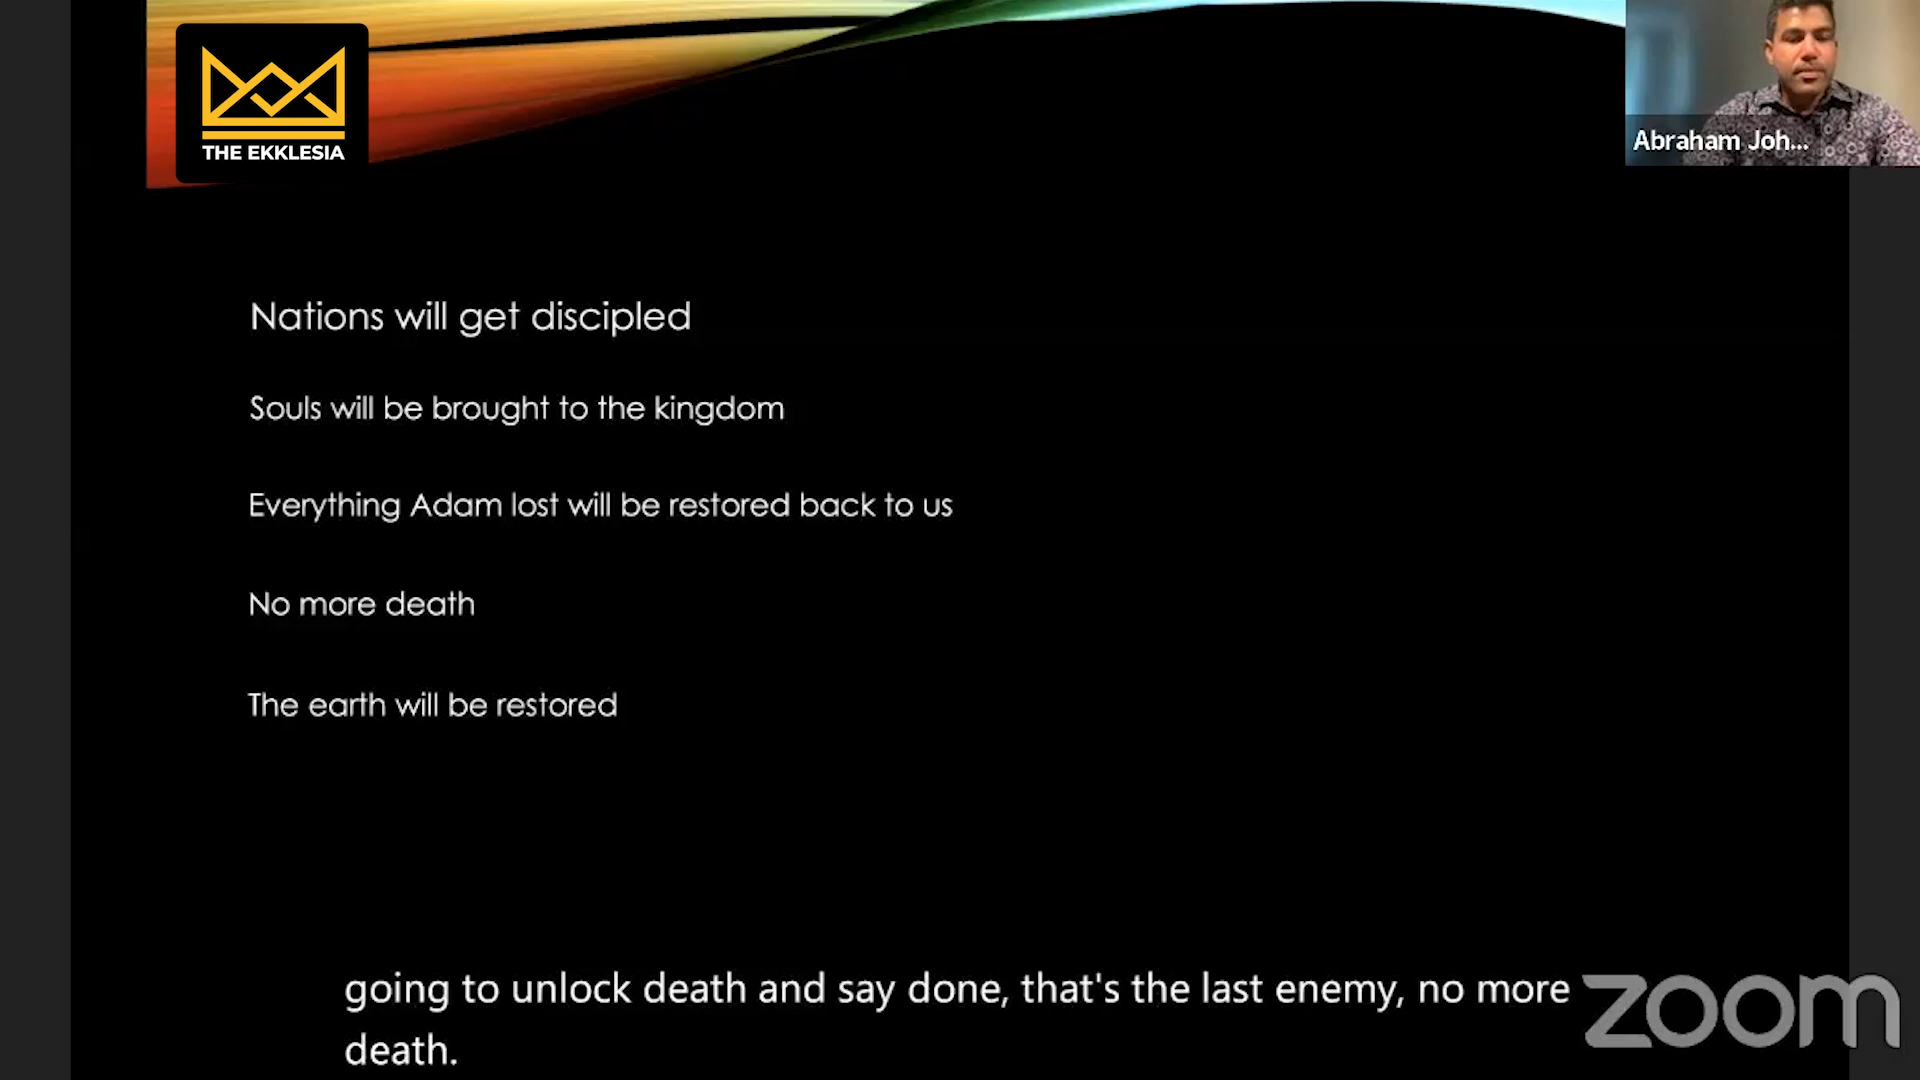 THE EKKLESIA
Abraham Joh...
Nations will get discipled
Souls will be brought to the kingdom
Everything Adam lost will be restored back to us
No more death
The earth will be restored
going to unlock death and say done, that's the last enemy, no more
death.
zoom